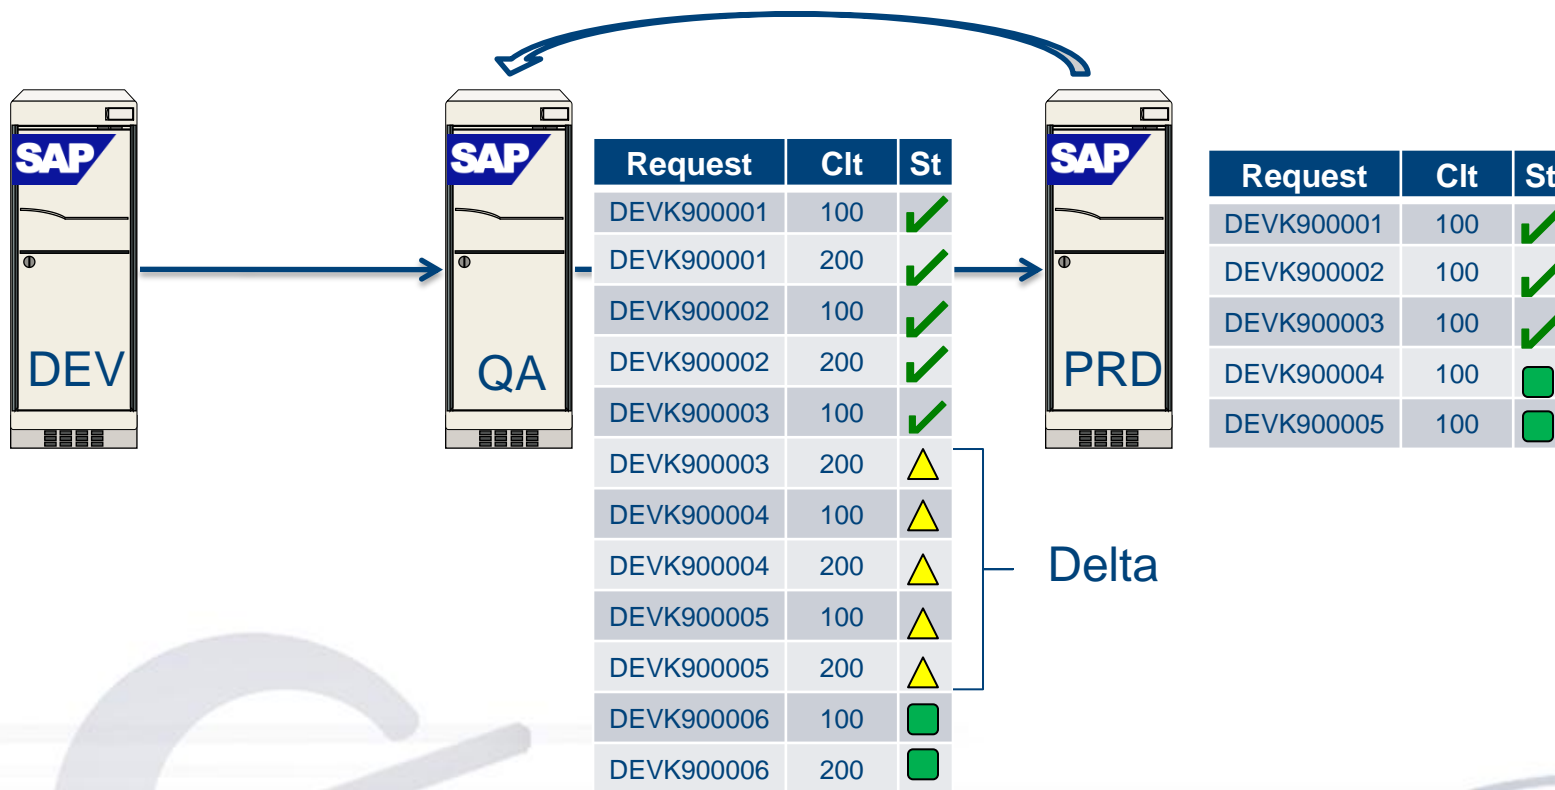 SAP
DEV
SAP
QA
Request Clt St
DEVK900001 100
DEVK900001 200
DEVK900002 100
DEVK900002 200
DEVK900003 100
DEVK900003 200
DEVK900004 100
DEVK900004 200
DEVK900005 100
DEVK900005 200
DEVK900006 100
DEVK900006 200
Delta
SAP
PRD
Request Clt St
DEVK900001 100
DEVK900002 100
DEVK900003 100
DEVK900004 100
DEVK900005 100